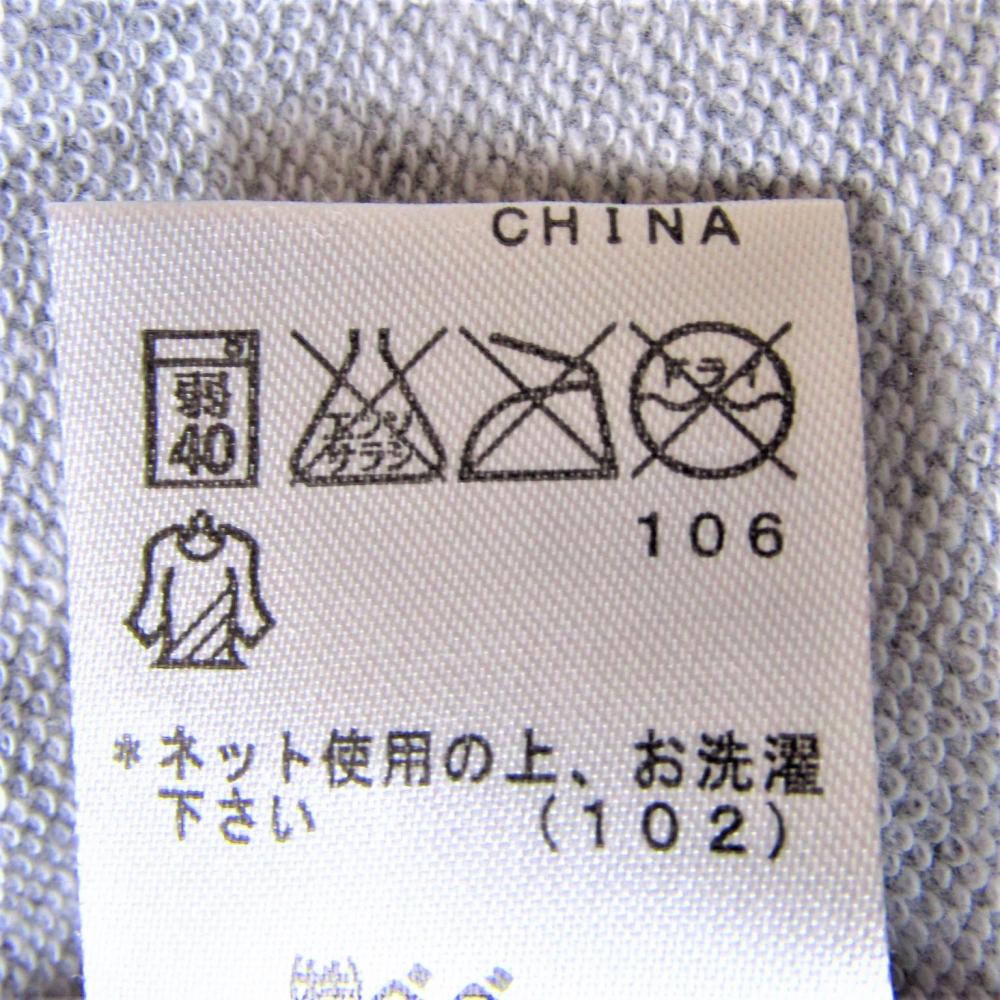 CHINA
弱
40
エンソ
サラシ
ドライ
106
＊ネット使用の上、お洗濯
下さい （102）